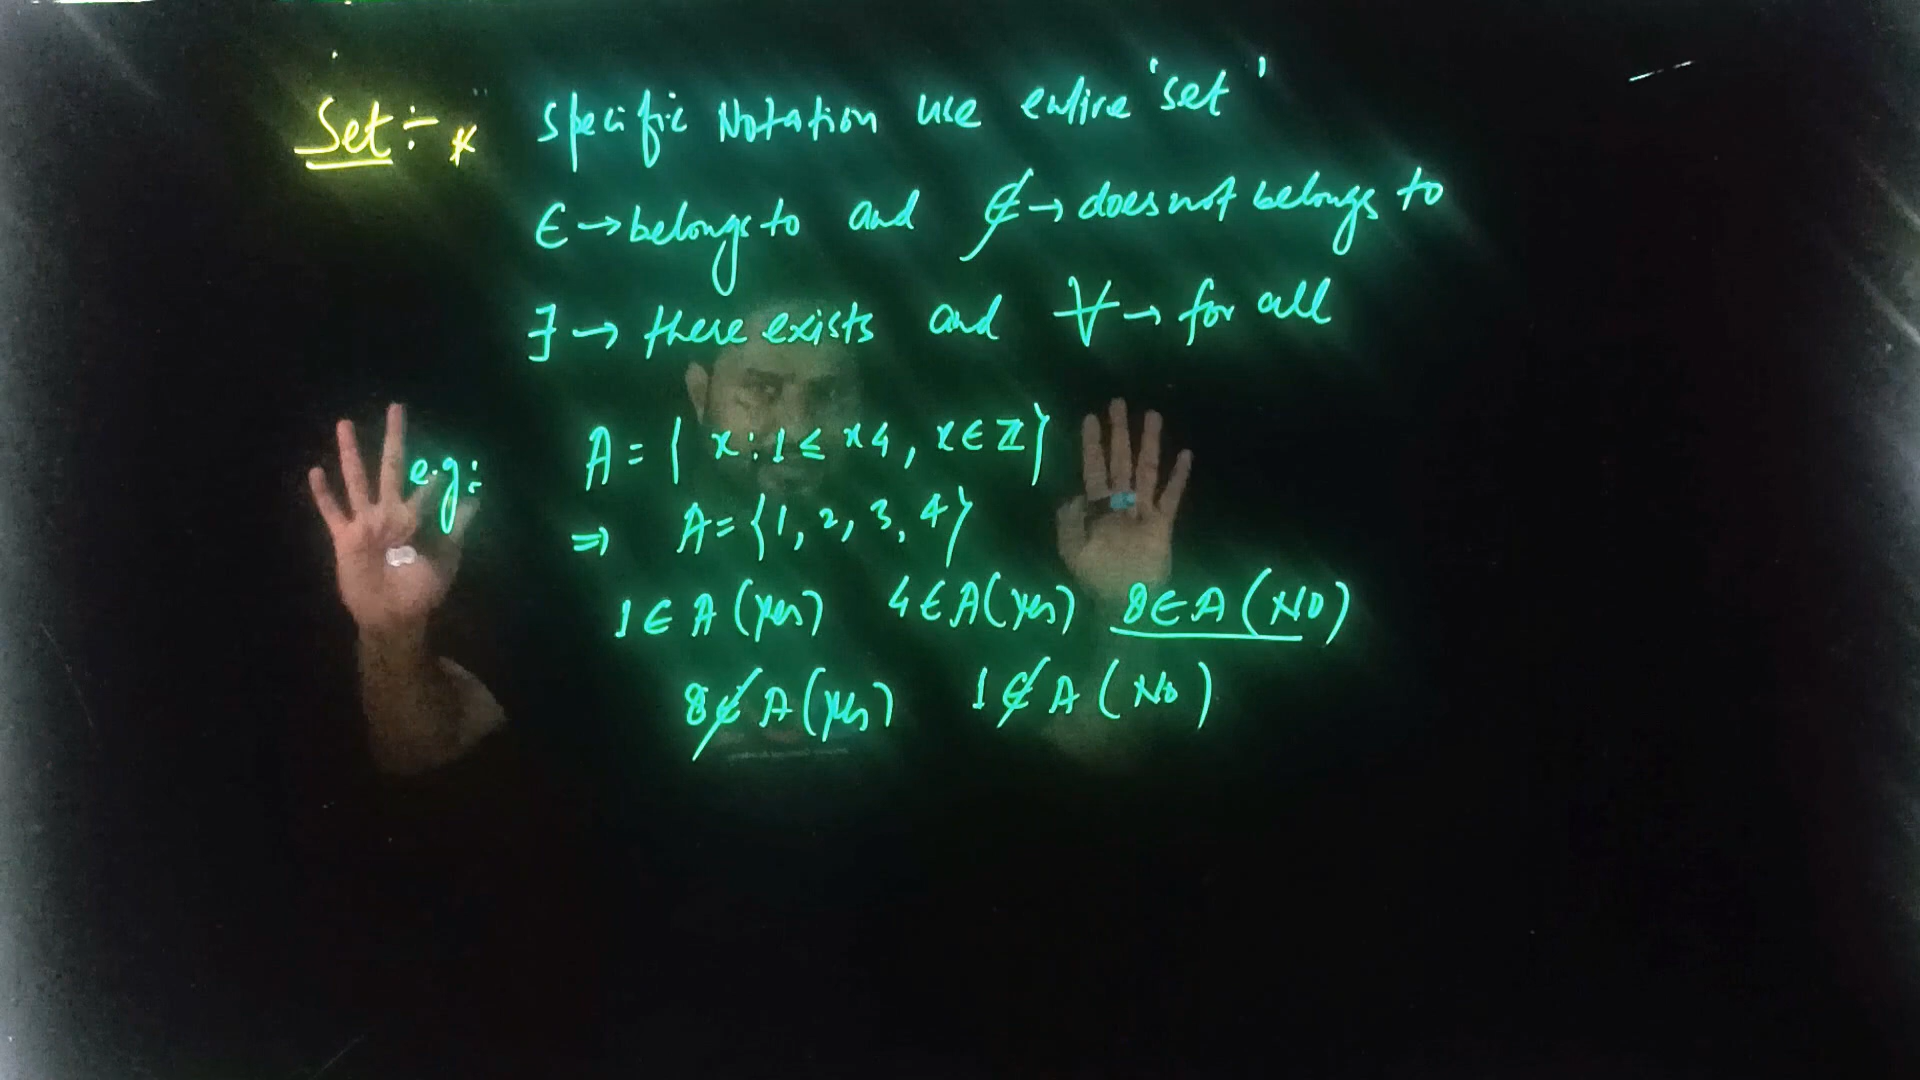 Set÷ * Specific Notation use entire 'set'
∈→belongs to and ∉→does not belongs to
∃→ there exists and ∀→ for all
e.g: A = { x : 1 ≤ x 4, x ∈ ℤ}
⇒ A = {1, 2, 3, 4}
1 ∈ A (yes) 4 ∈ A (yes) 8 ∈ A (NO)
8 ∉ A (yes) 1 ∉ A (No)